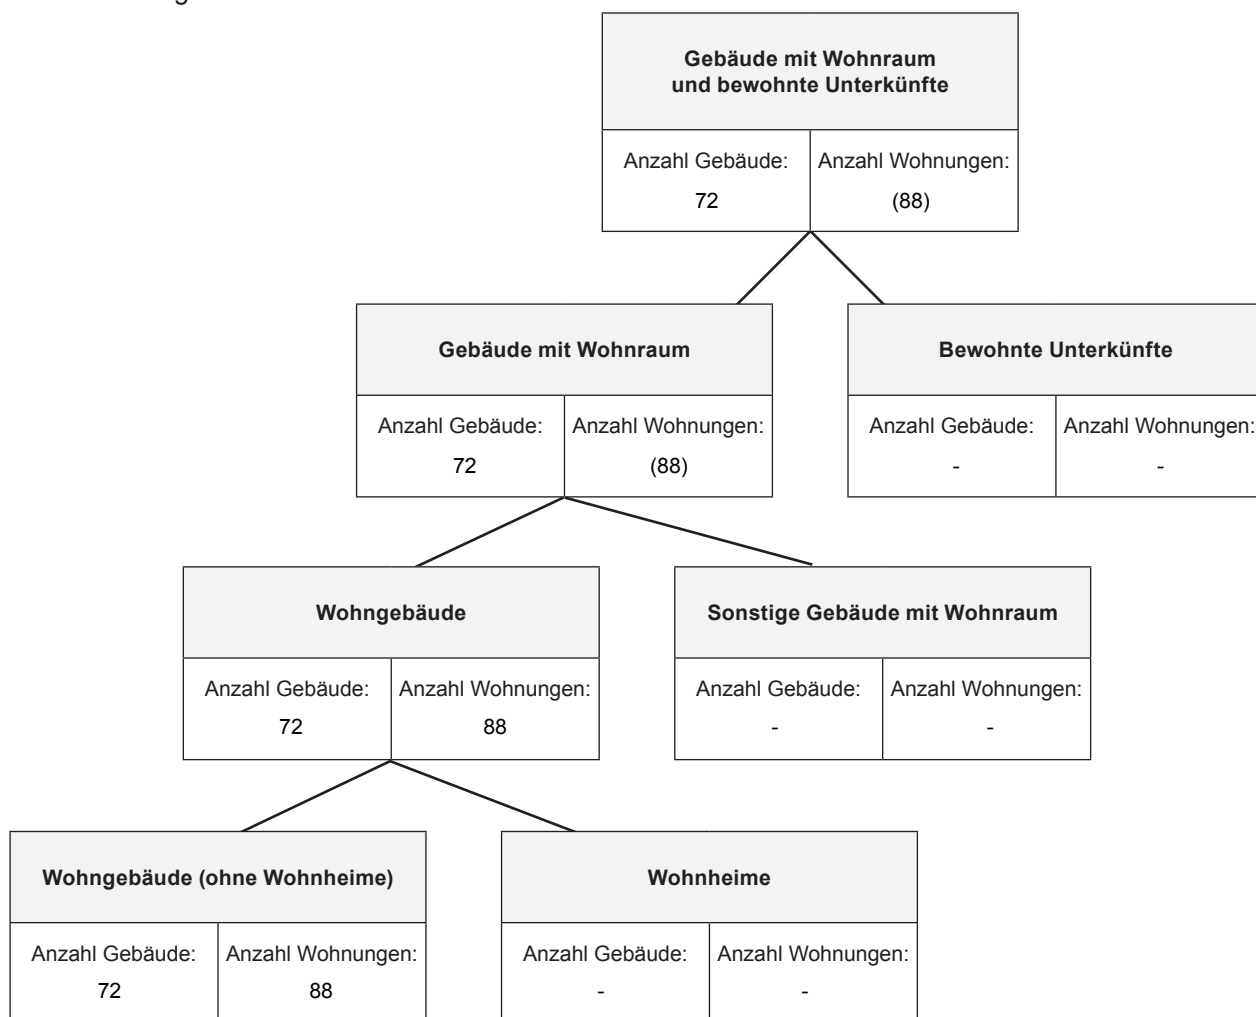 Gebäude mit Wohnraum
und bewohnte Unterkünfte
Anzahl Gebäude: Anzahl Wohnungen:
72 (88)
Gebäude mit Wohnraum
Anzahl Gebäude: Anzahl Wohnungen:
72 (88)
Bewohnte Unterkünfte
Anzahl Gebäude: Anzahl Wohnungen:
- -
Wohngebäude
Anzahl Gebäude: Anzahl Wohnungen:
72 88
Sonstige Gebäude mit Wohnraum
Anzahl Gebäude: Anzahl Wohnungen:
- -
Wohngebäude (ohne Wohnheime)
Anzahl Gebäude: Anzahl Wohnungen:
72 88
Wohnheime
Anzahl Gebäude: Anzahl Wohnungen:
- -